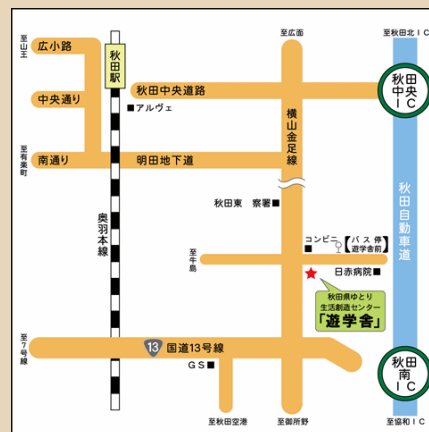 至広面
至秋田北IC
至山王
広小路
秋田駅
秋田中央道路
秋田
中央
IC
中央通り
■アルヴェ
横山金足線
至有楽町
南通り
明田地下道
秋田自動車道
秋田東　察署■
奥羽本線
コンビニ
■
【バス停
遊学舎前】
至牛島
日赤病院■
秋田県ゆとり
生活創造センター
「遊学舎」
至7号線
13
国道13号線
GS■
秋田
南
IC
至秋田空港
至御所野
至協和IC